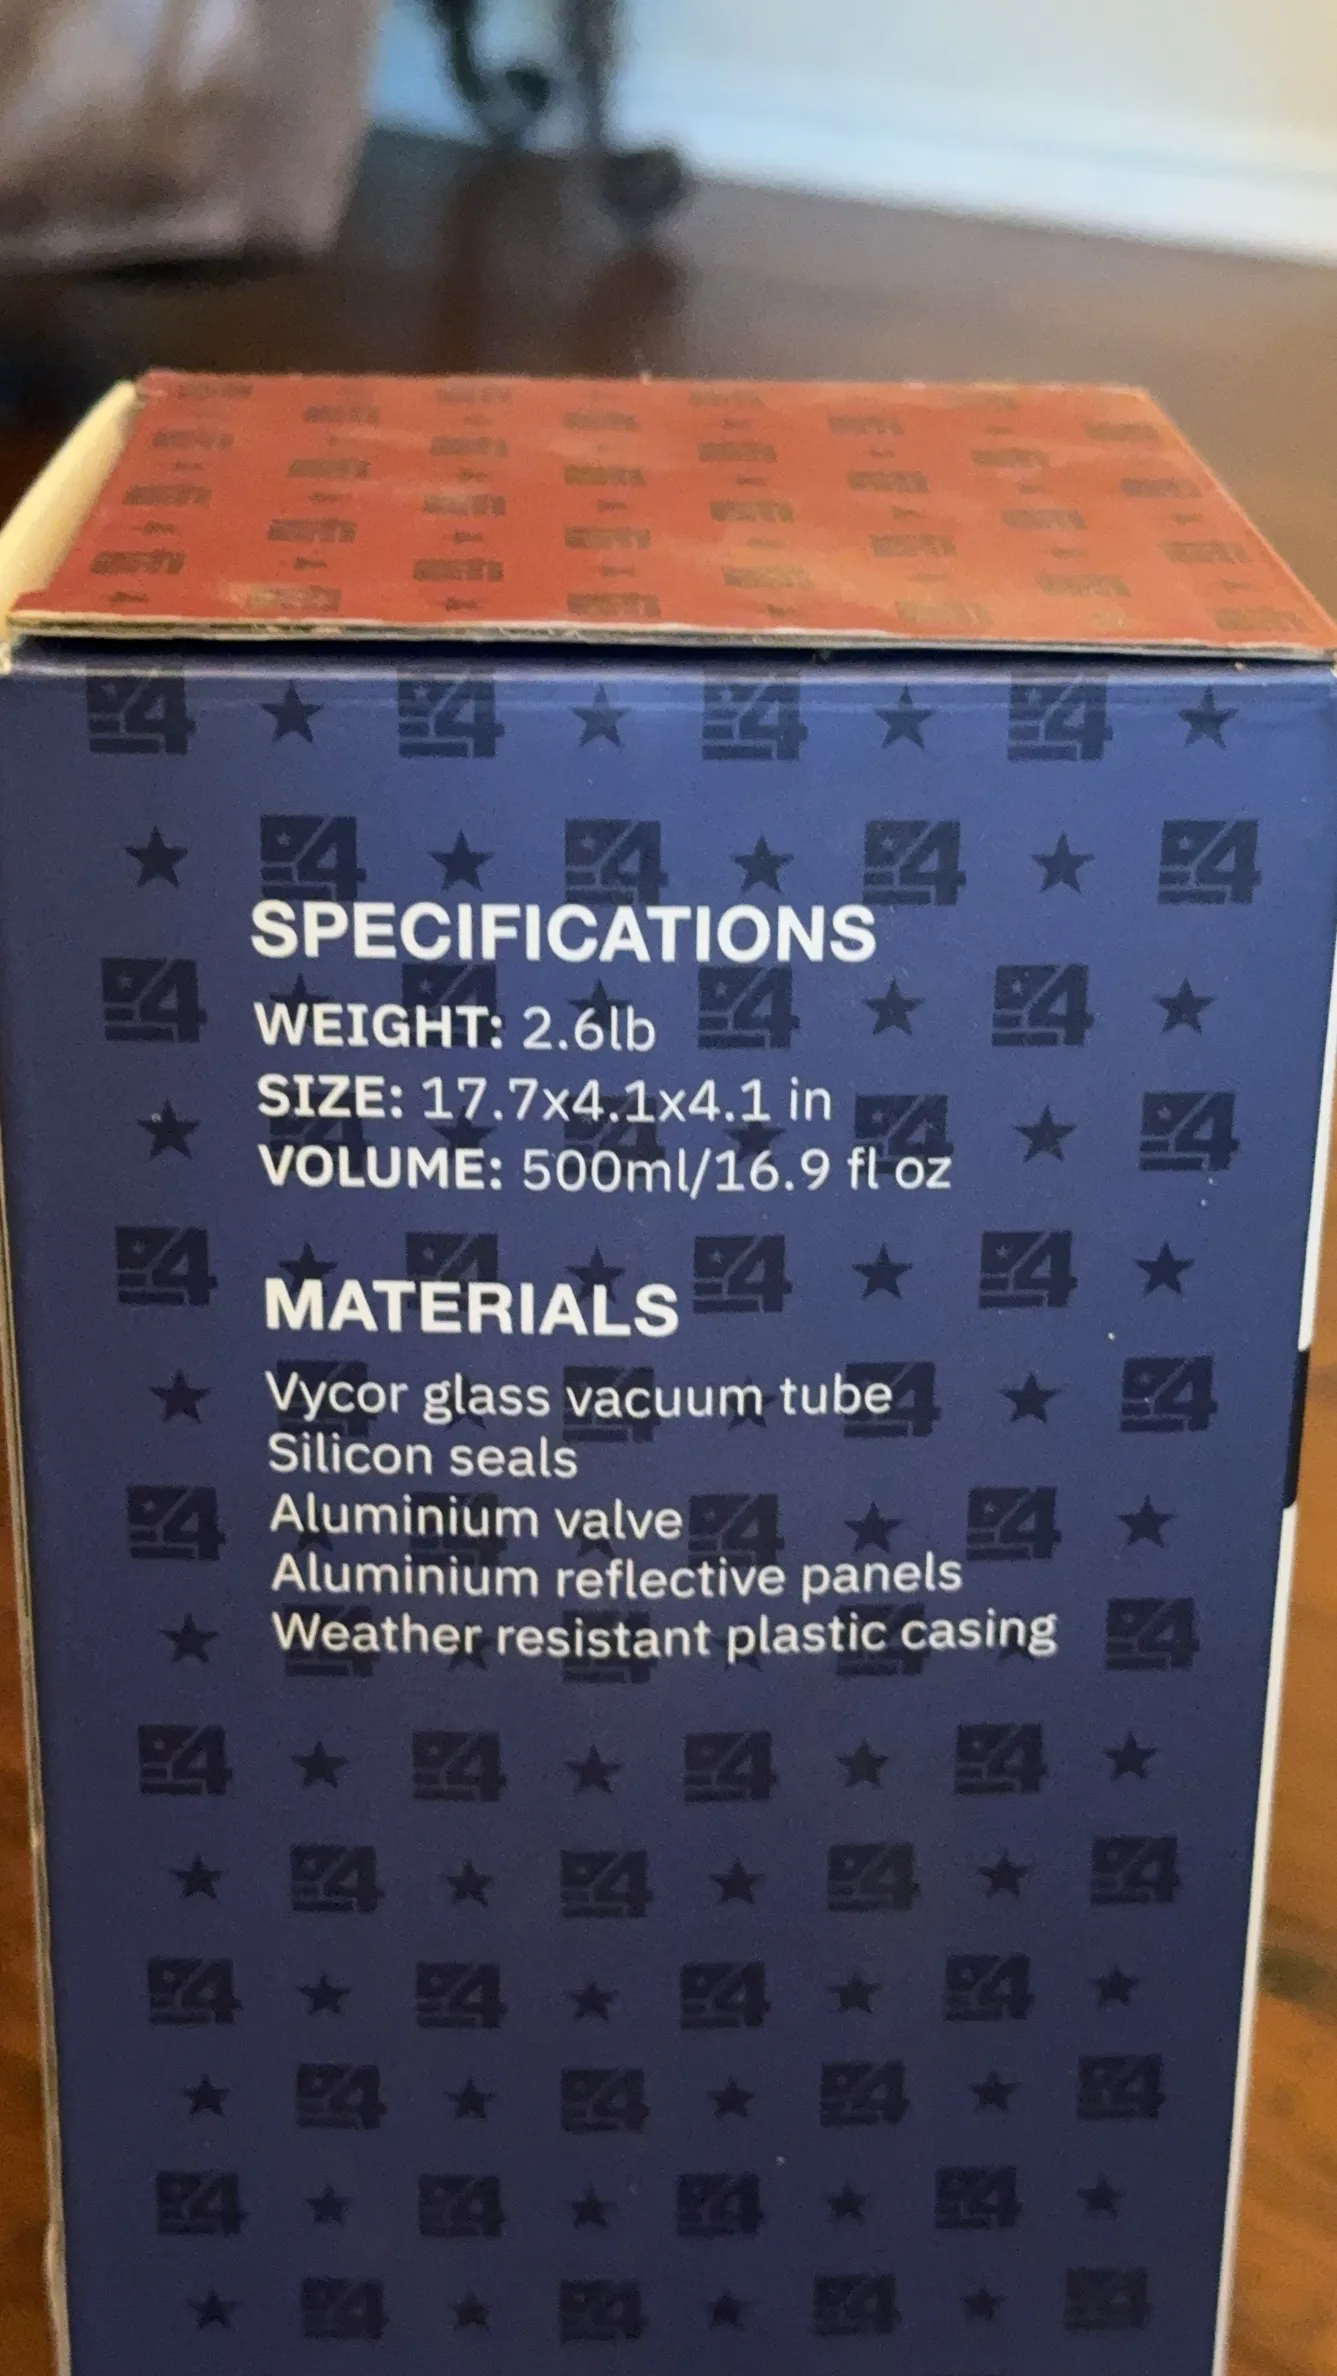 SPECIFICATIONS
WEIGHT: 2.6lb
SIZE: 17.7x4.1x4.1 in
VOLUME: 500ml/16.9 fl oz
MATERIALS
Vycor glass vacuum tube
Silicon seals
Aluminium valve
Aluminium reflective panels
Weather resistant plastic casing